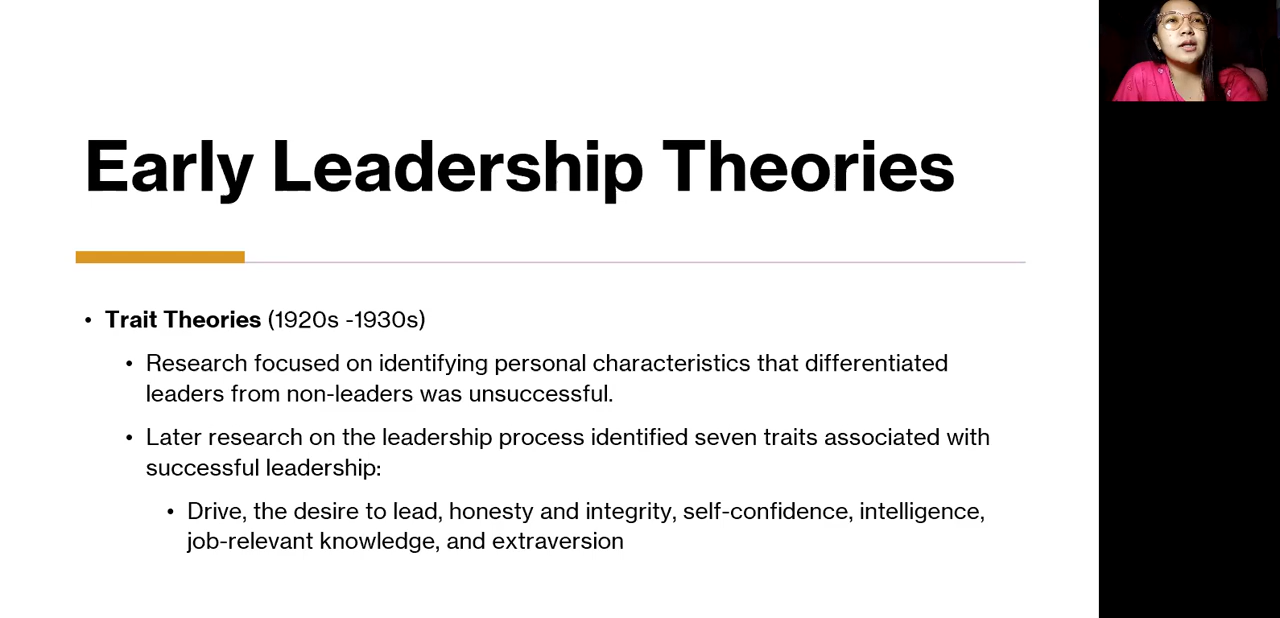 Early Leadership Theories
• Trait Theories (1920s -1930s)
• Research focused on identifying personal characteristics that differentiated
leaders from non-leaders was unsuccessful.
• Later research on the leadership process identified seven traits associated with
successful leadership:
• Drive, the desire to lead, honesty and integrity, self-confidence, intelligence,
job-relevant knowledge, and extraversion